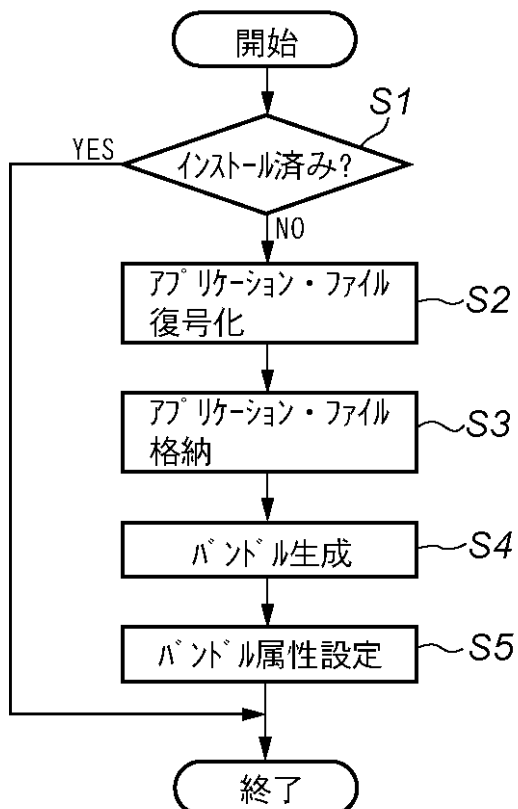 開始
S1
YES
インストール済み?
NO
アプリケーション・ファイル
復号化
S2
アプリケーション・ファイル
格納
S3
バンドル生成
S4
バンドル属性設定
S5
終了